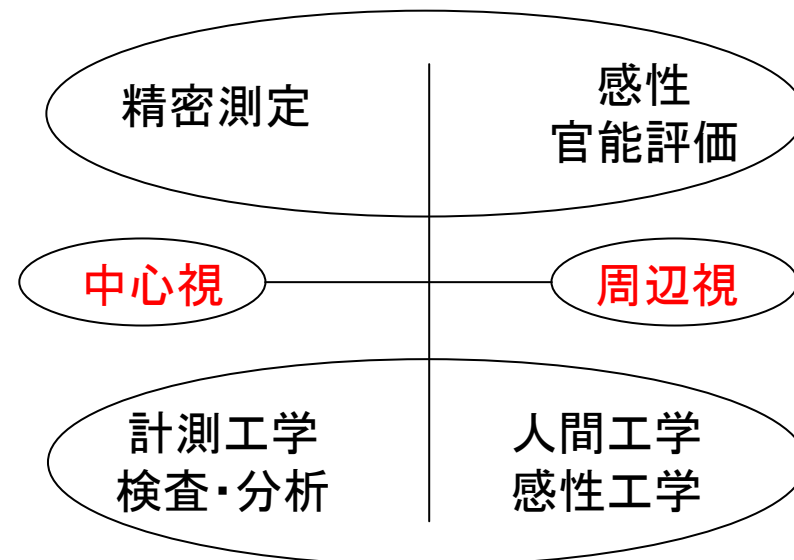 精密測定
感性
官能評価
中心視
周辺視
計測工学
検査・分析
人間工学
感性工学